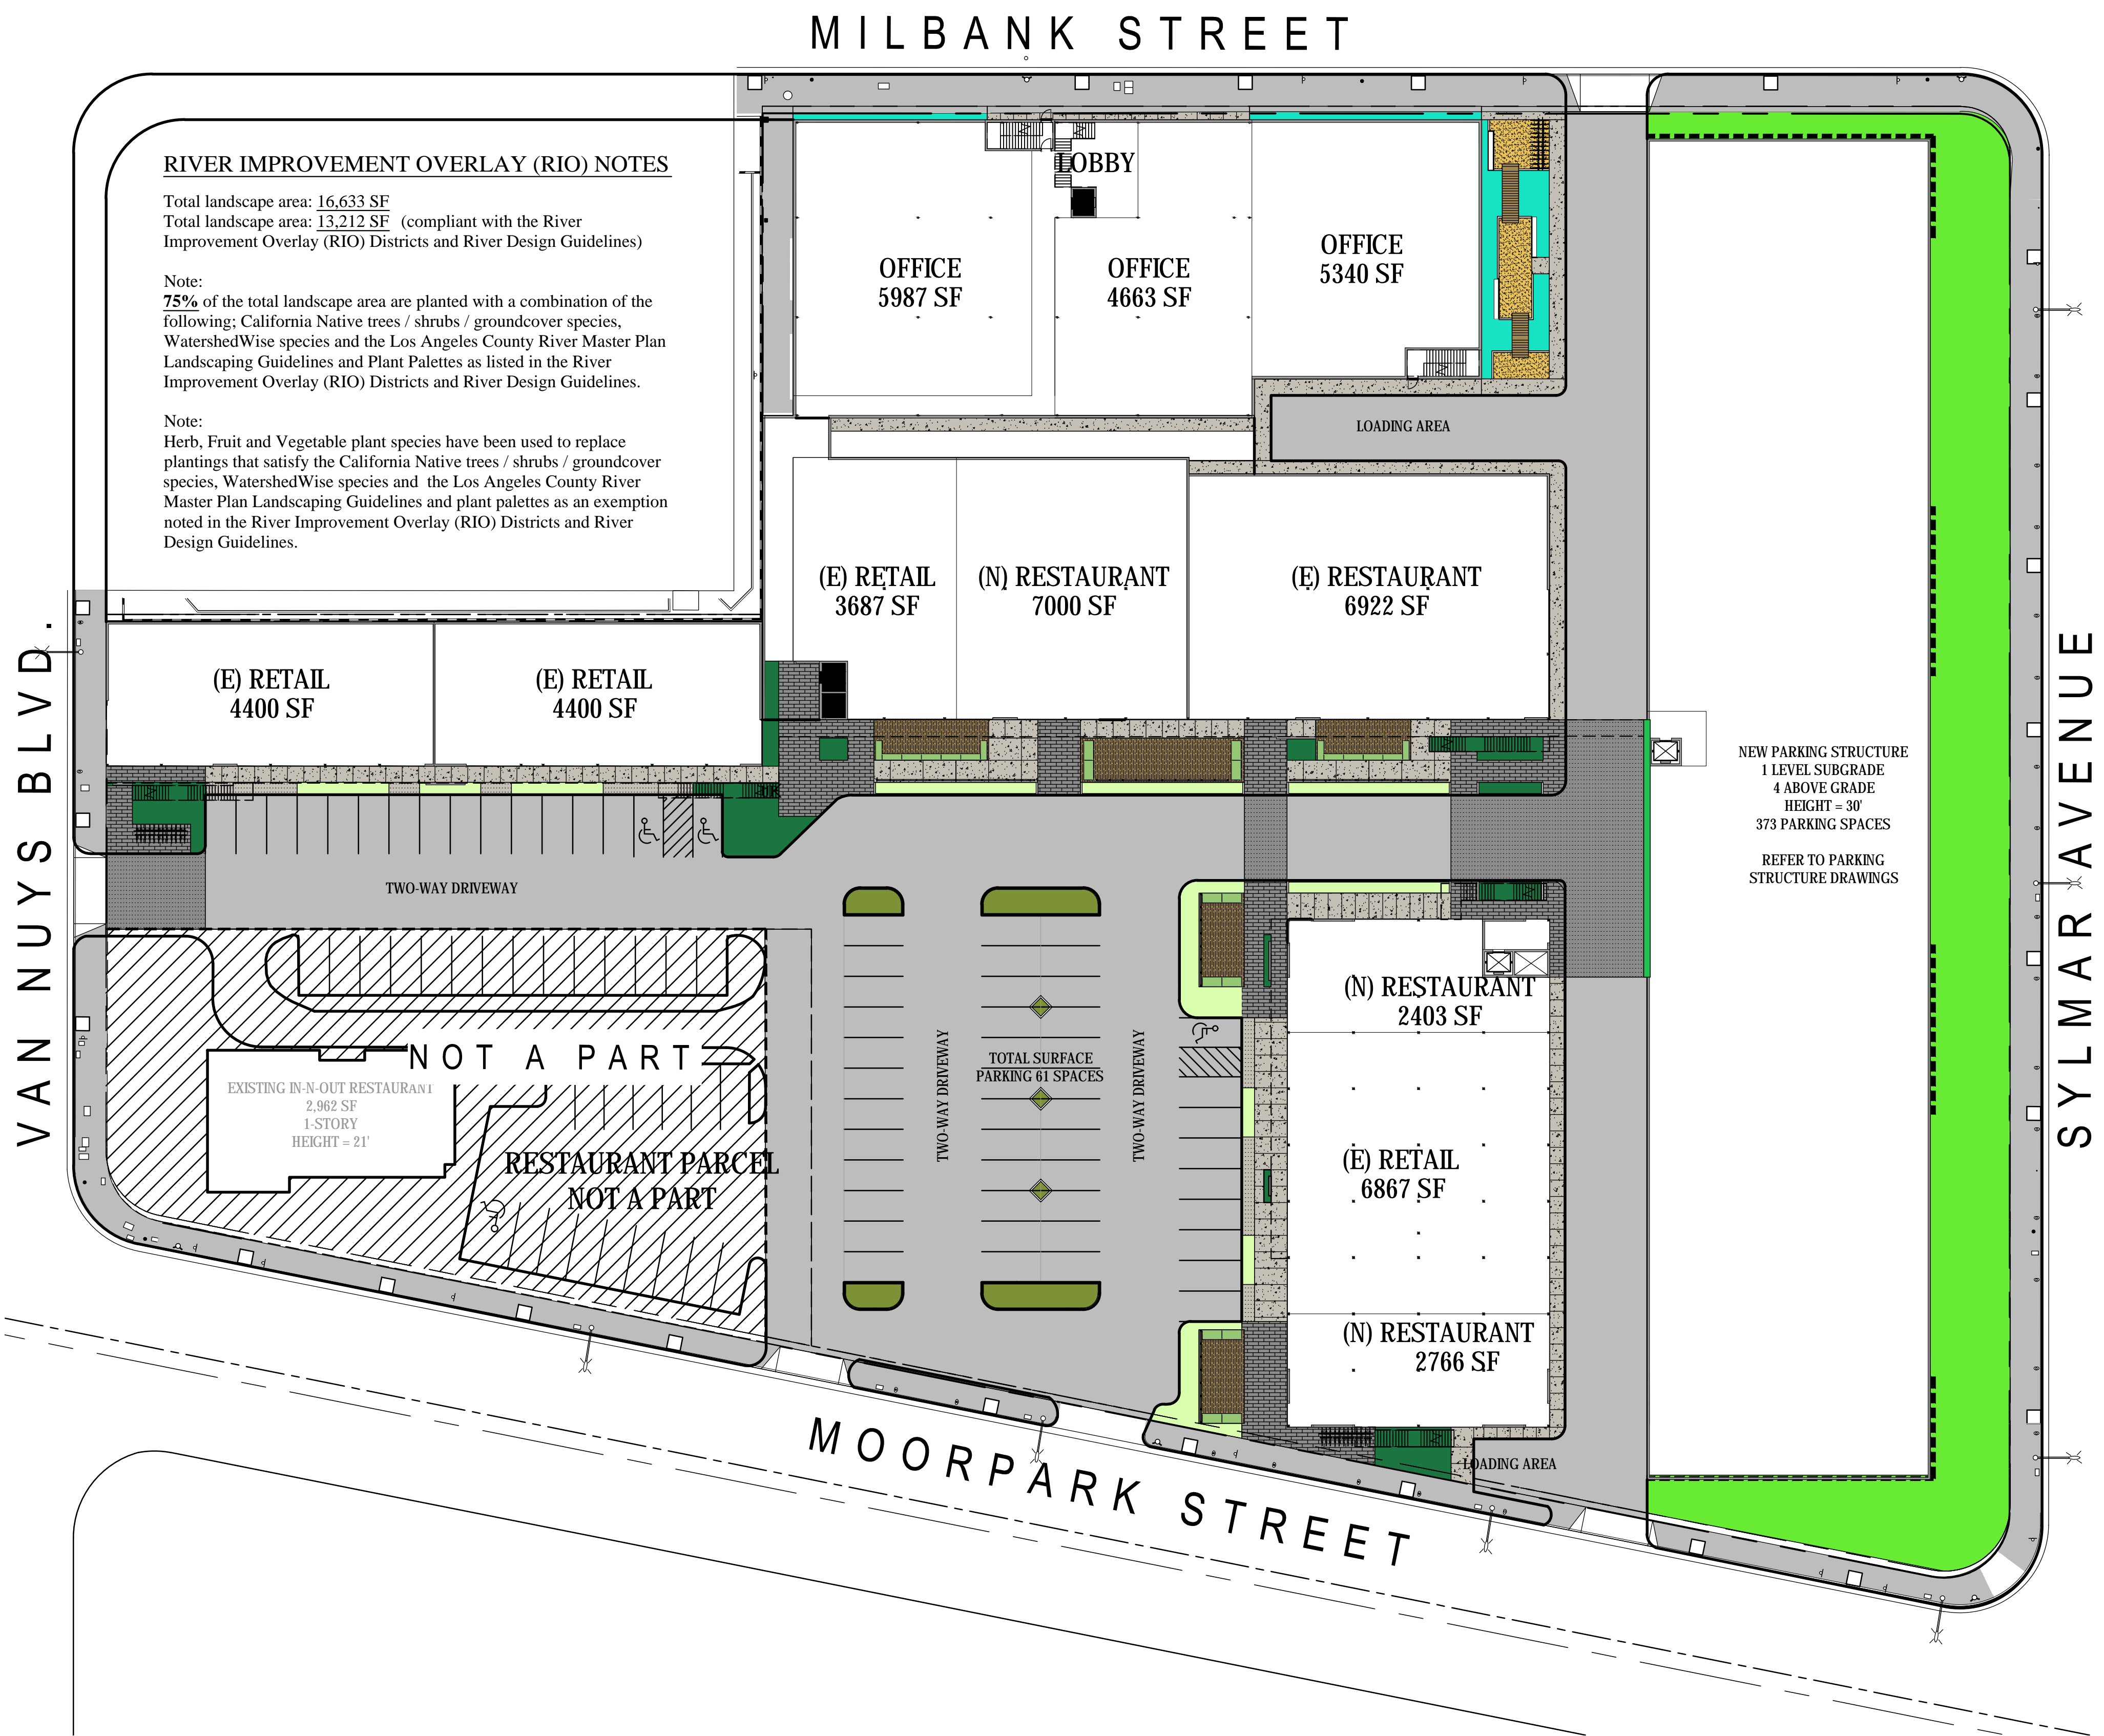 MILBANK STREET
RIVER IMPROVEMENT OVERLAY (RIO) NOTES
Total landscape area: 16,633 SF
Total landscape area: 13,212 SF (compliant with the River
Improvement Overlay (RIO) Districts and River Design Guidelines)
Note:
75% of the total landscape area are planted with a combination of the
following; California Native trees / shrubs / groundcover species,
WatershedWise species and the Los Angeles County River Master Plan
Landscaping Guidelines and Plant Palettes as listed in the River
Improvement Overlay (RIO) Districts and River Design Guidelines.
Note:
Herb, Fruit and Vegetable plant species have been used to replace
plantings that satisfy the California Native trees / shrubs / groundcover
species, WatershedWise species and the Los Angeles County River
Master Plan Landscaping Guidelines and plant palettes as an exemption
noted in the River Improvement Overlay (RIO) Districts and River
Design Guidelines.
LOBBY
OFFICE
5987 SF
OFFICE
4663 SF
OFFICE
5340 SF
LOADING AREA
(E) RETAIL
3687 SF
(N) RESTAURANT
7000 SF
(E) RESTAURANT
6922 SF
(E) RETAIL
4400 SF
(E) RETAIL
4400 SF
NEW PARKING STRUCTURE
1 LEVEL SUBGRADE
4 ABOVE GRADE
HEIGHT = 30'
373 PARKING SPACES
REFER TO PARKING
STRUCTURE DRAWINGS
VAN NUYS BLVD.
SYLMAR AVENUE
TWO-WAY DRIVEWAY
NOT A PART
EXISTING IN-N-OUT RESTAURANT
2,962 SF
1-STORY
HEIGHT = 21'
RESTAURANT PARCEL
NOT A PART
TWO-WAY DRIVEWAY
TOTAL SURFACE
PARKING 61 SPACES
TWO-WAY DRIVEWAY
(N) RESTAURANT
2403 SF
(E) RETAIL
6867 SF
(N) RESTAURANT
2766 SF
LOADING AREA
MOORPARK STREET